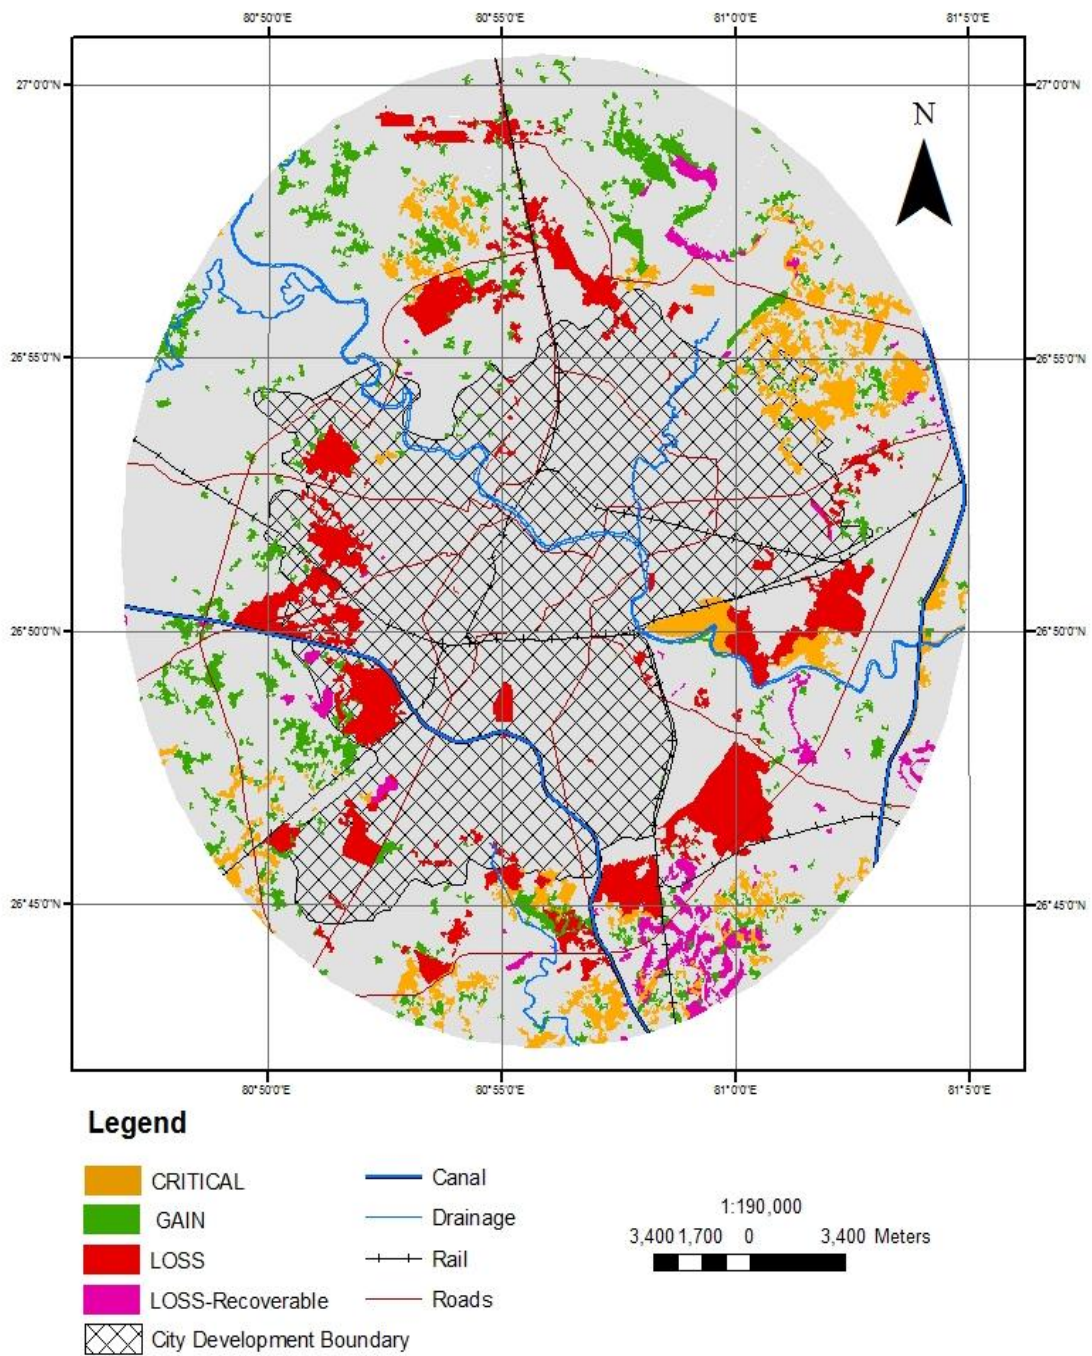 80°50'0"E 80°55'0"E 81°0'0"E 81°5'0"E
27°0'0"N 27°0'0"N
N
26°55'0"N 26°55'0"N
26°50'0"N 26°50'0"N
26°45'0"N 26°45'0"N
80°50'0"E 80°55'0"E 81°0'0"E 81°5'0"E
Legend
CRITICAL Canal
GAIN Drainage
1:190,000
3,400 1,700 0 3,400 Meters
LOSS Rail
LOSS-Recoverable Roads
City Development Boundary